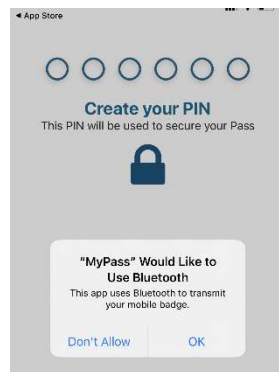 ◀ App Store
Create your PIN
This PIN will be used to secure your Pass
"MyPass" Would Like to
Use Bluetooth
This app uses Bluetooth to transmit
your mobile badge.
Don't Allow
OK